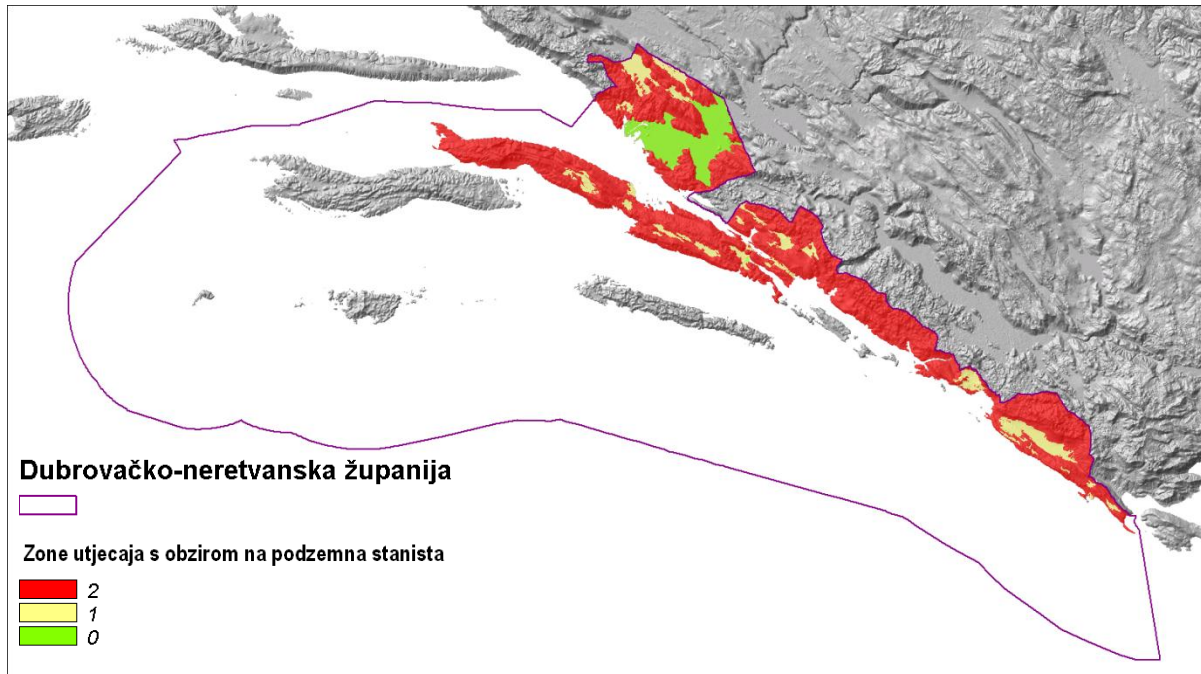 Dubrovačko-neretvanska županija
Zone utjecaja s obzirom na podzemna stanista
2
1
0